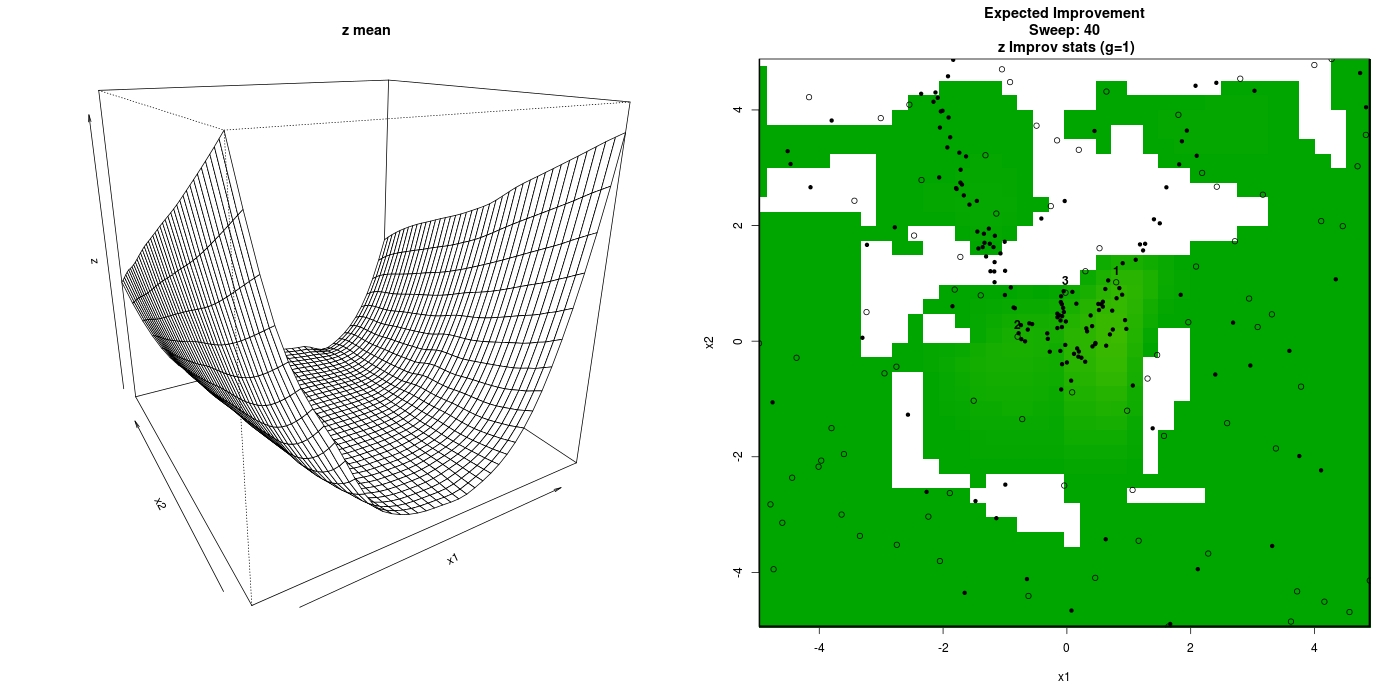 z mean
z
x2
x1
Expected Improvement
Sweep: 40
z Improv stats (g=1)
x2
4
2
0
-2
-4
1
3
2
-4
-2
0
2
4
x1